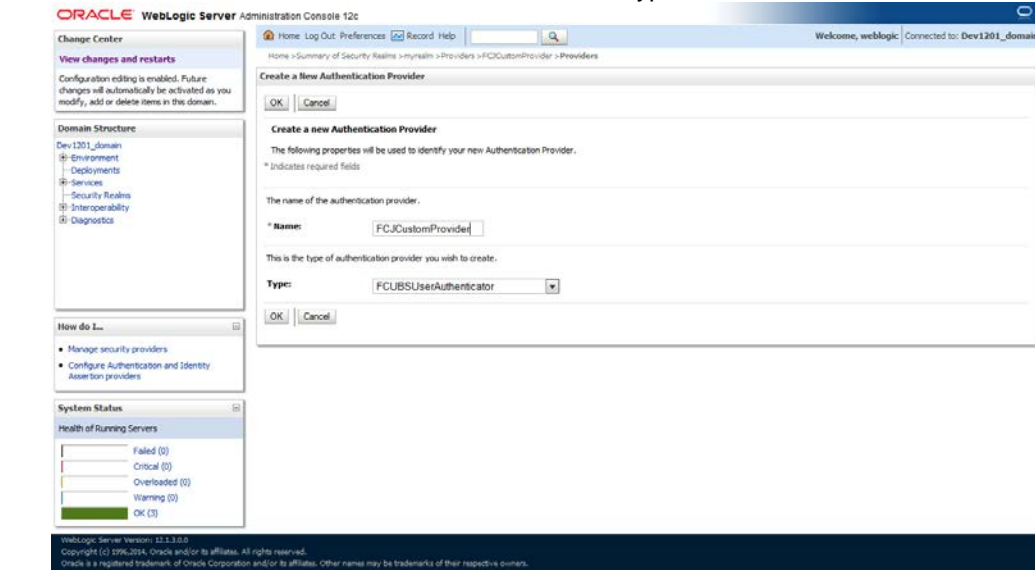 ORACLE WebLogic Server Administration Console 12c
Change Center
View changes and restarts
Configuration editing is enabled. Future
changes will automatically be activated as you
modify, add or delete items in this domain.
Domain Structure
Dev1201_domain
Environment
Deployments
Services
Security Realms
Interoperability
Diagnostics
How do I...
Manage security providers
Configure Authentication and Identity
Assertion providers
System Status
Health of Running Servers
Failed (0)
Critical (0)
Overloaded (0)
Warning (0)
OK (3)
Home Log Out Preferences Record Help
Welcome, weblogic Connected to: Dev1201_domain
Home >Summary of Security Realms >myrealm >Providers >FCJCustomProvider >Providers
Create a New Authentication Provider
OK Cancel
Create a new Authentication Provider
The following properties will be used to identify your new Authentication Provider.
* Indicates required fields
The name of the authentication provider.
* Name: FCJCustomProvider
This is the type of authentication provider you wish to create.
Type: FCUBSUserAuthenticator
OK Cancel
WebLogic Server Version: 12.1.3.0.0
Copyright (c) 1996,2014, Oracle and/or its affiliates. All rights reserved.
Oracle is a registered trademark of Oracle Corporation and/or its affiliates. Other names may be trademarks of their respective owners.